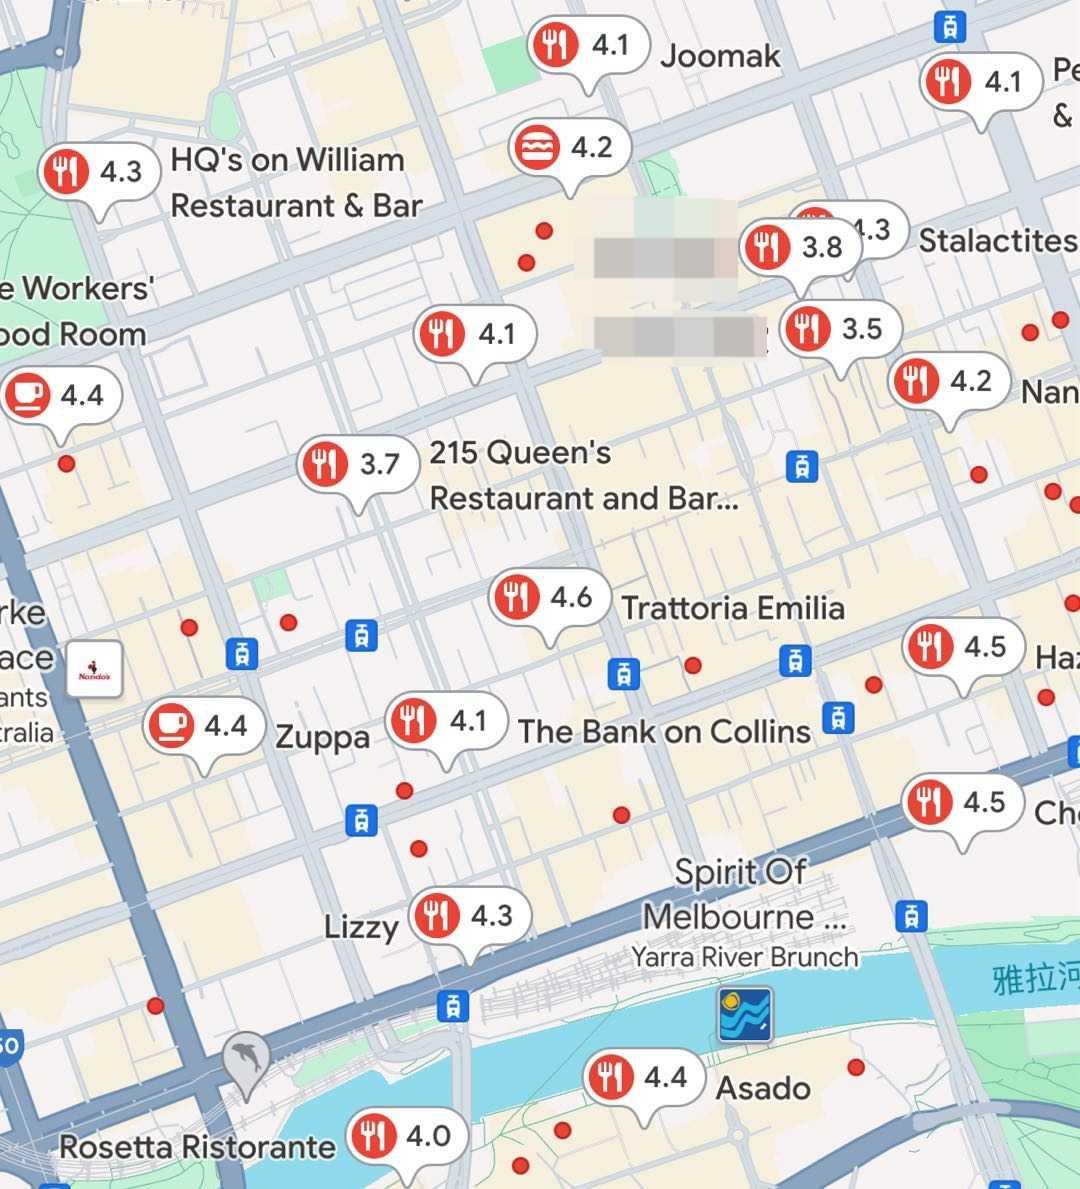 4.1
Joomak
4.1
Pe
&
4.2
4.3
HQ's on William
Restaurant & Bar
4.3
Stalactites
3.8
e Workers'
ood Room
4.1
3.5
4.4
4.2
Nan
3.7
215 Queen's
Restaurant and Bar...
4.6
Trattoria Emilia
rke
ace
ants
tralia
Nando's
4.5
Haz
4.4
Zuppa
4.1
The Bank on Collins
4.5
Che
Spirit Of
Melbourne ...
Yarra River Brunch
Lizzy
4.3
雅拉河
50
4.4
Asado
Rosetta Ristorante
4.0